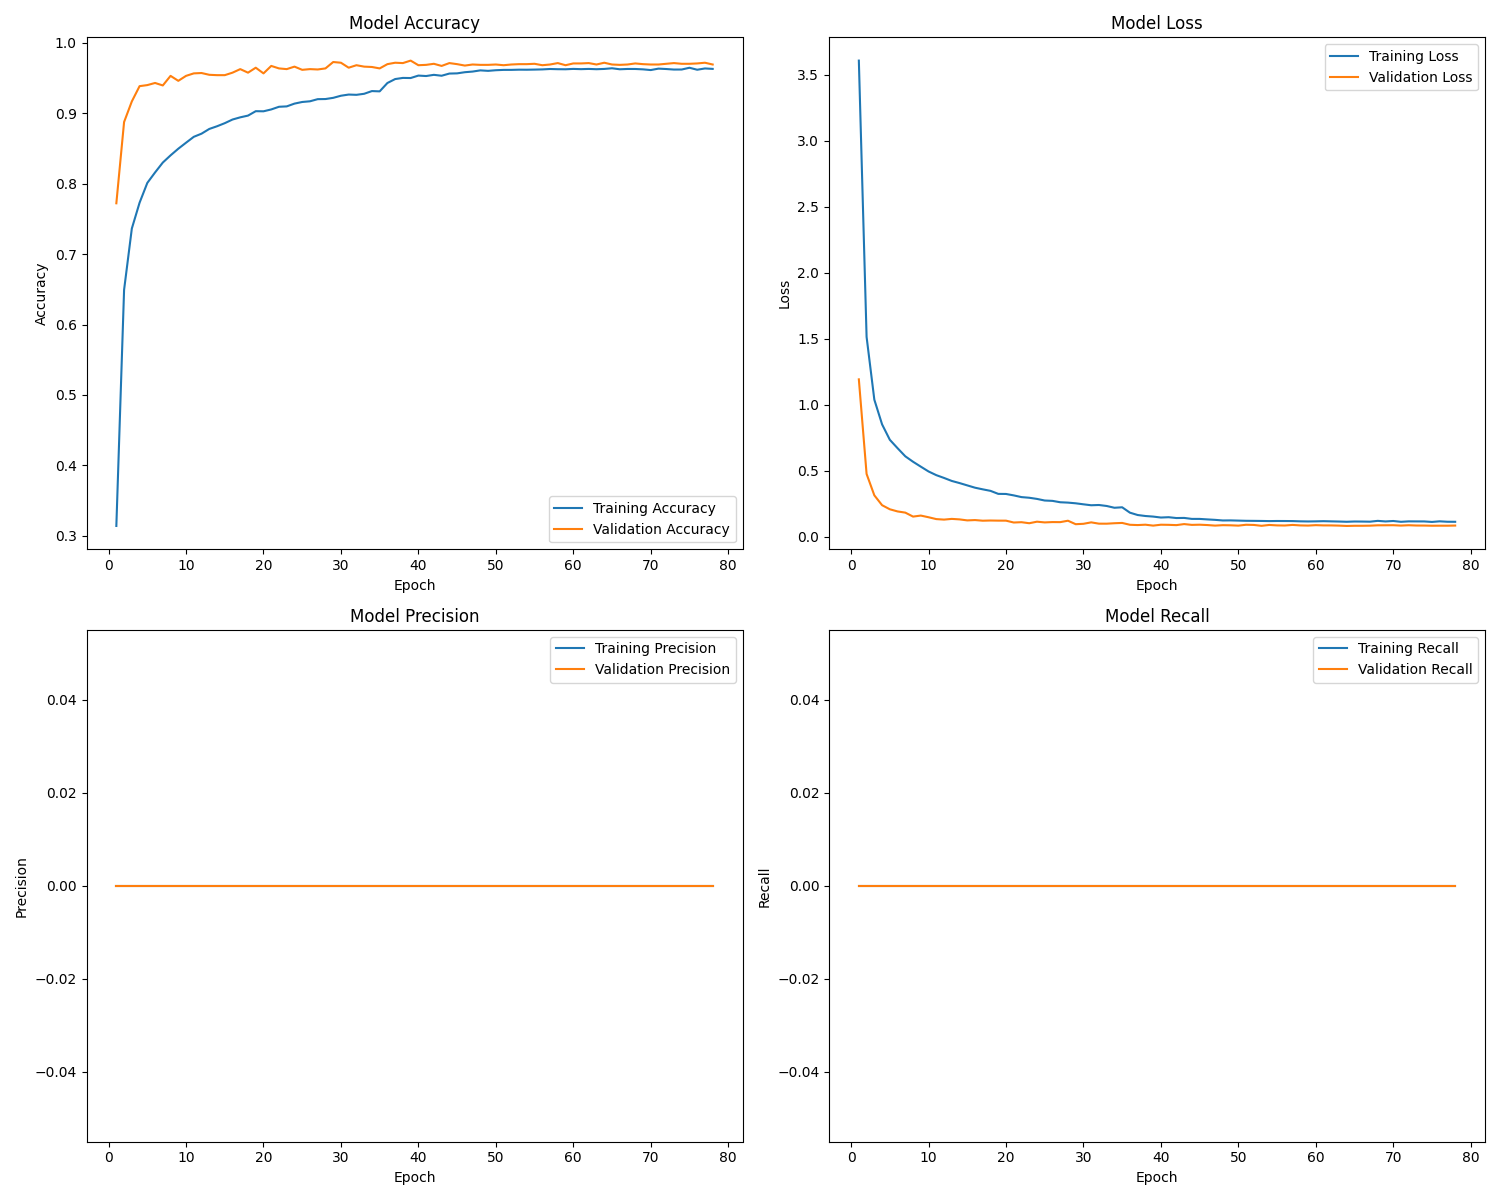 Model Accuracy
1.0
0.9
0.8
0.7
0.6
0.5
0.4
0.3
Accuracy
Training Accuracy
Validation Accuracy
0 10 20 30 40 50 60 70 80
Epoch
Model Loss
3.5
3.0
2.5
2.0
1.5
1.0
0.5
0.0
Loss
Training Loss
Validation Loss
0 10 20 30 40 50 60 70 80
Epoch
Model Precision
0.04
0.02
0.00
−0.02
−0.04
Precision
Training Precision
Validation Precision
0 10 20 30 40 50 60 70 80
Epoch
Model Recall
0.04
0.02
0.00
−0.02
−0.04
Recall
Training Recall
Validation Recall
0 10 20 30 40 50 60 70 80
Epoch